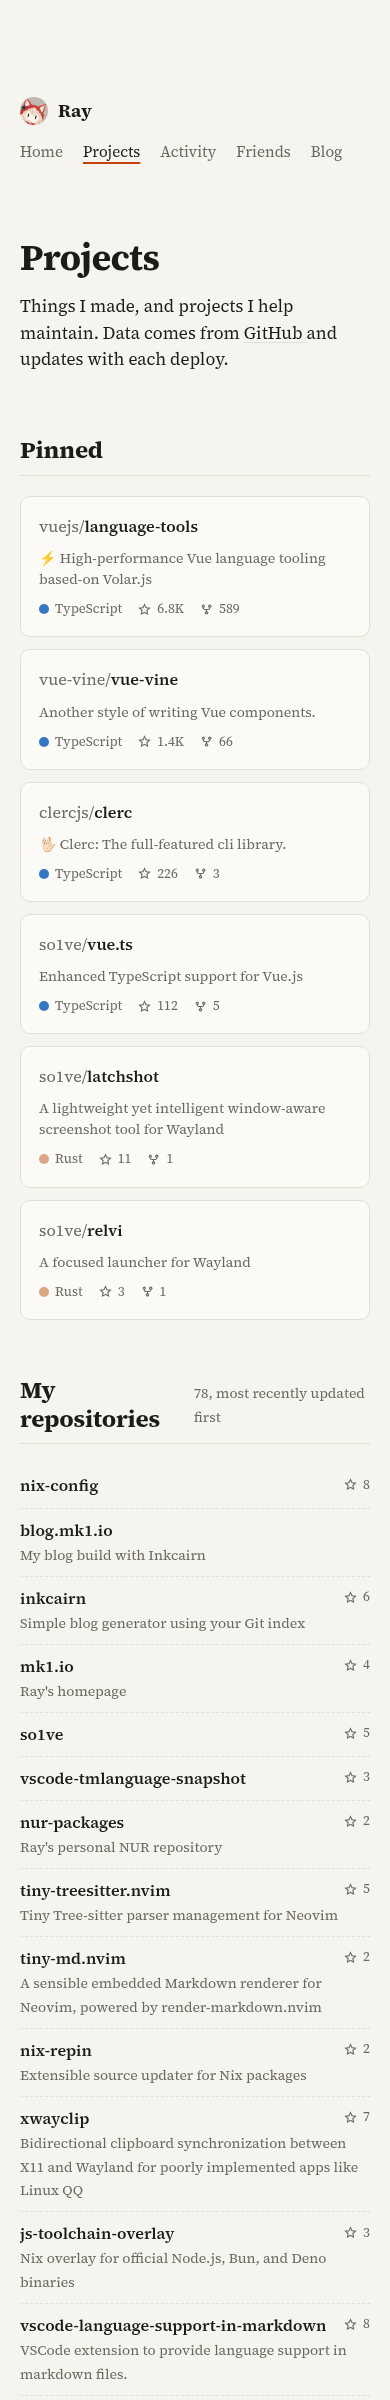 Ray
Home Projects Activity Friends Blog
Projects
Things I made, and projects I help
maintain. Data comes from GitHub and
updates with each deploy.
Pinned
vuejs/language-tools
⚡ High-performance Vue language tooling
based-on Volar.js
TypeScript 6.8K 589
vue-vine/vue-vine
Another style of writing Vue components.
TypeScript 1.4K 66
clercjs/clerc
Clerc: The full-featured cli library.
TypeScript 226 3
so1ve/vue.ts
Enhanced TypeScript support for Vue.js
TypeScript 112 5
so1ve/latchshot
A lightweight yet intelligent window-aware
screenshot tool for Wayland
Rust 11 1
so1ve/relvi
A focused launcher for Wayland
Rust 3 1
My
repositories
78, most recently updated
first
nix-config 8
blog.mk1.io
My blog build with Inkcairn
inkcairn 6
Simple blog generator using your Git index
mk1.io 4
Ray's homepage
so1ve 5
vscode-tmlanguage-snapshot 3
nur-packages 2
Ray's personal NUR repository
tiny-treesitter.nvim 5
Tiny Tree-sitter parser management for Neovim
tiny-md.nvim 2
A sensible embedded Markdown renderer for
Neovim, powered by render-markdown.nvim
nix-repin 2
Extensible source updater for Nix packages
xwayclip 7
Bidirectional clipboard synchronization between
X11 and Wayland for poorly implemented apps like
Linux QQ
js-toolchain-overlay 3
Nix overlay for official Node.js, Bun, and Deno
binaries
vscode-language-support-in-markdown 8
VSCode extension to provide language support in
markdown files.